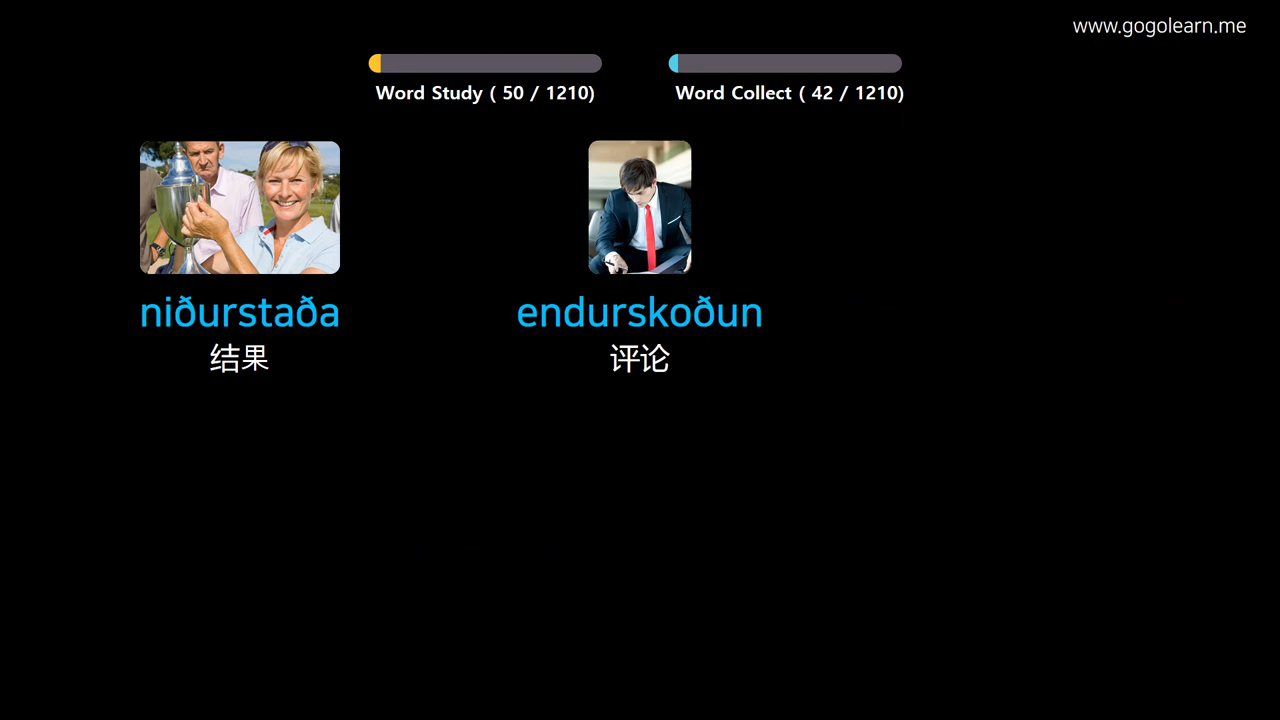 www.gogolearn.me
Word Study ( 50 / 1210)
Word Collect ( 42 / 1210)
niðurstaða
结果
endurskoðun
评论